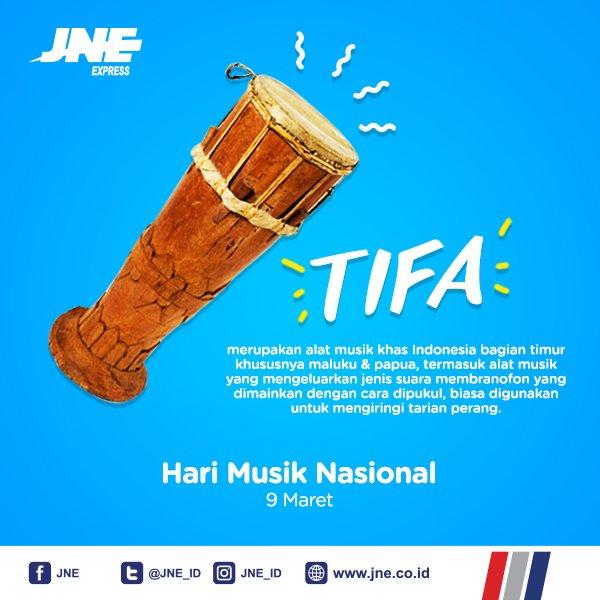 JNE
EXPRESS
TIFA
merupakan alat musik khas Indonesia bagian timur
khususnya maluku & papua, termasuk alat musik
yang mengeluarkan jenis suara membranofon yang
dimainkan dengan cara dipukul, biasa digunakan
untuk mengiringi tarian perang.
Hari Musik Nasional
9 Maret
f JNE @JNE_ID JNE_ID www.jne.co.id